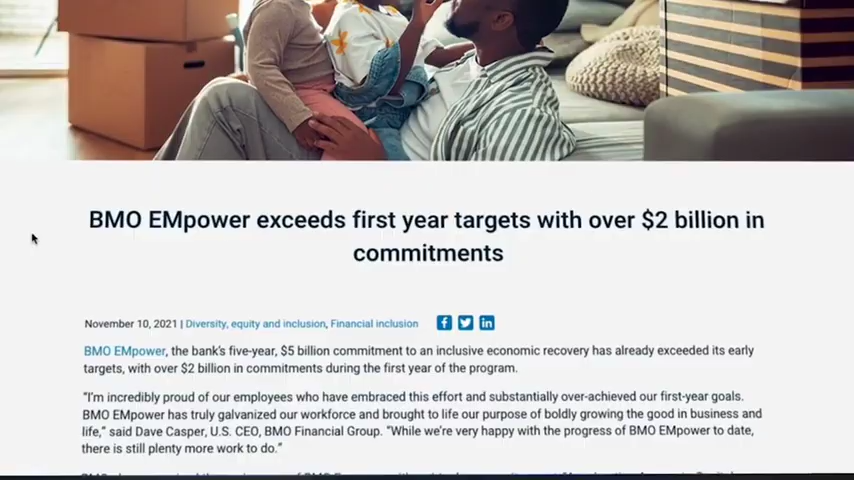 BMO EMpower exceeds first year targets with over $2 billion in
commitments
November 10, 2021 | Diversity, equity and inclusion, Financial inclusion
BMO EMpower, the bank's five-year, $5 billion commitment to an inclusive economic recovery has already exceeded its early
targets, with over $2 billion in commitments during the first year of the program.
"I'm incredibly proud of our employees who have embraced this effort and substantially over-achieved our first-year goals.
BMO EMpower has truly galvanized our workforce and brought to life our purpose of boldly growing the good in business and
life," said Dave Casper, U.S. CEO, BMO Financial Group. "While we're very happy with the progress of BMO EMpower to date,
there is still plenty more work to do."